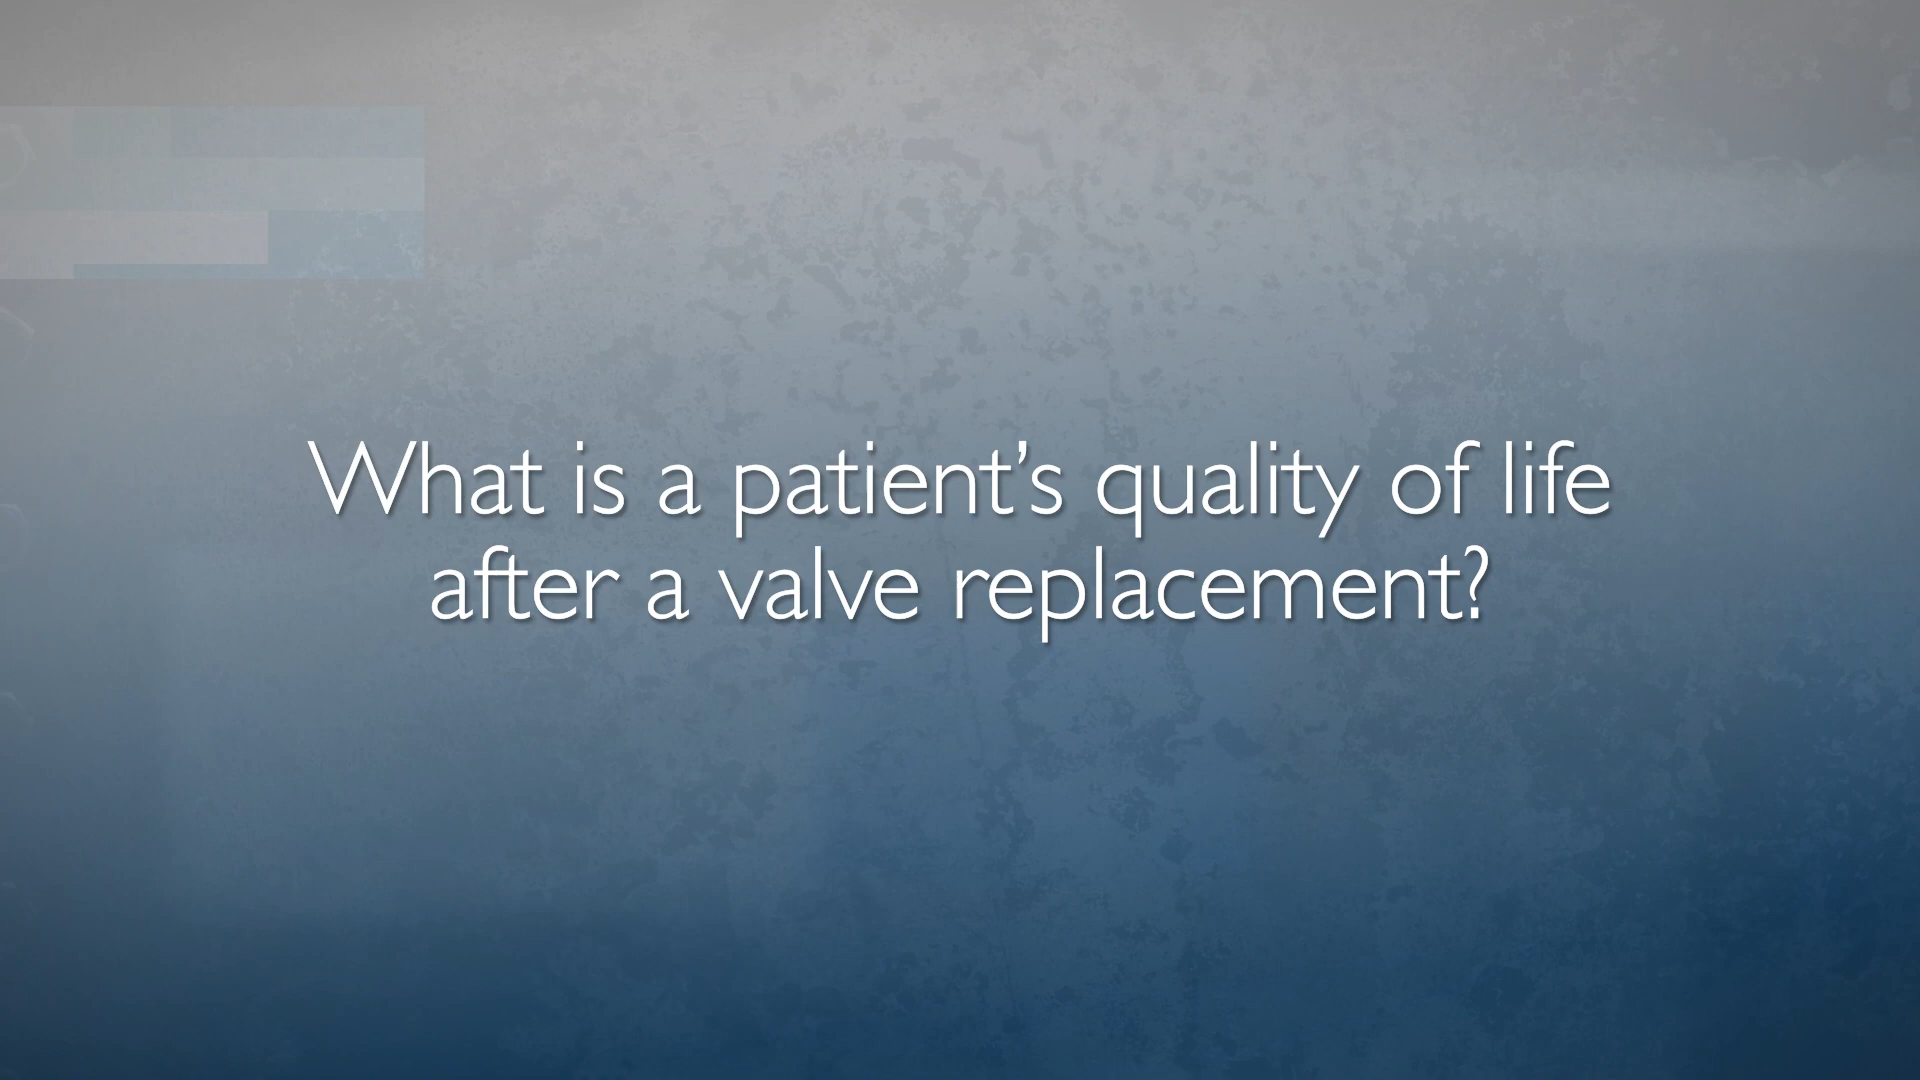 What is a patient’s quality of life
after a valve replacement?